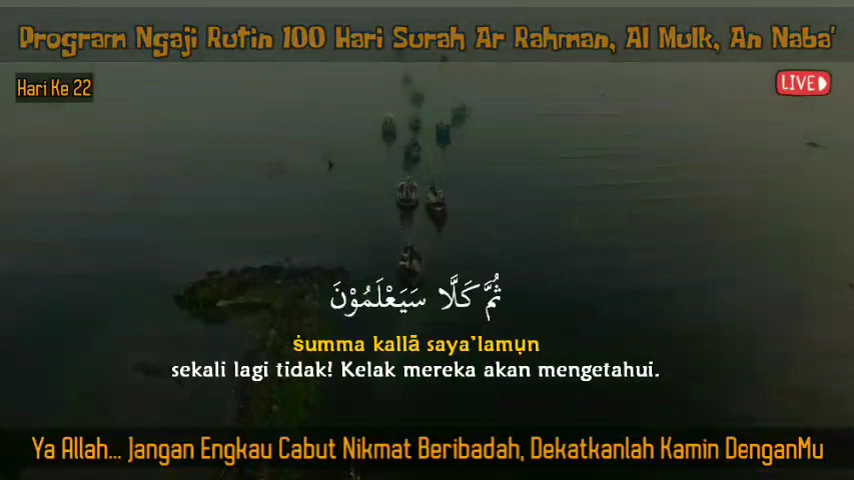 Program Ngaji Rutin 100 Hari Surah Ar Rahman, Al Mulk, An Naba'
Hari Ke 22
LIVE
ثُمَّ كَلَّا سَيَعْلَمُوْنَ
ṡumma kallā saya'lamụn
sekali lagi tidak! Kelak mereka akan mengetahui.
Ya Allah... Jangan Engkau Cabut Nikmat Beribadah, Dekatkanlah Kamin DenganMu